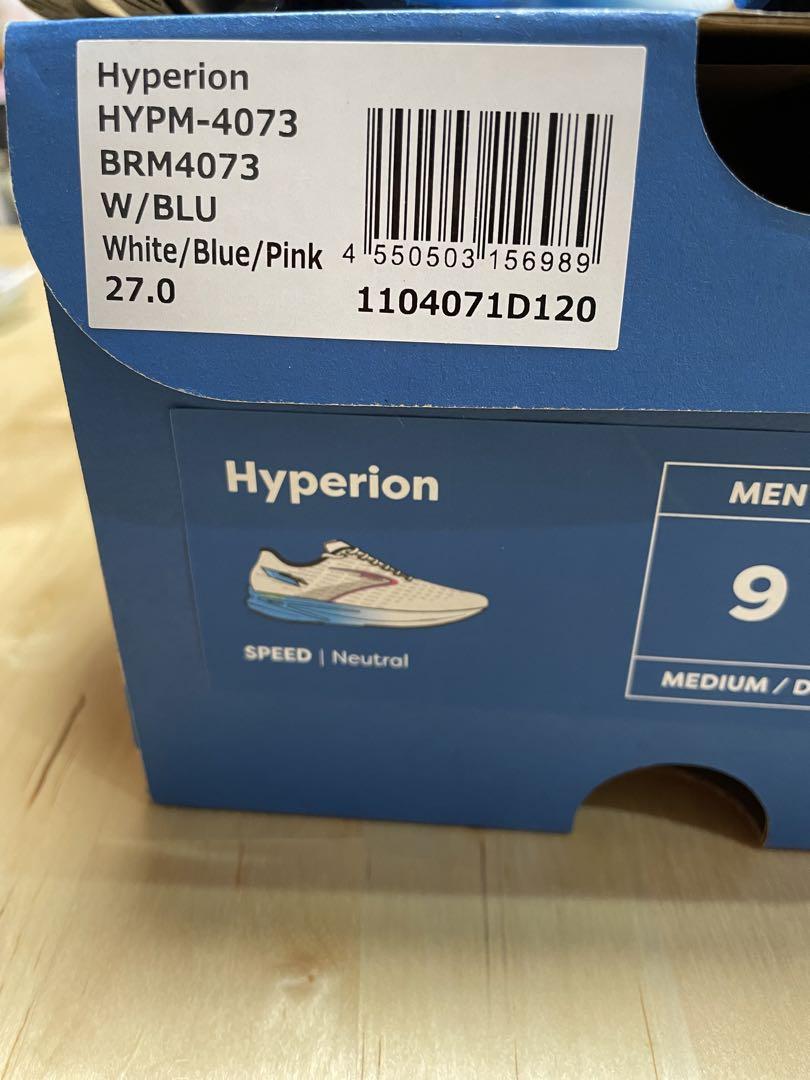 Hyperion
HYPM-4073
BRM4073
W/BLU
White/Blue/Pink
27.0
4 550503 156989
1104071D120
Hyperion
SPEED | Neutral
MEN
9
MEDIUM / D